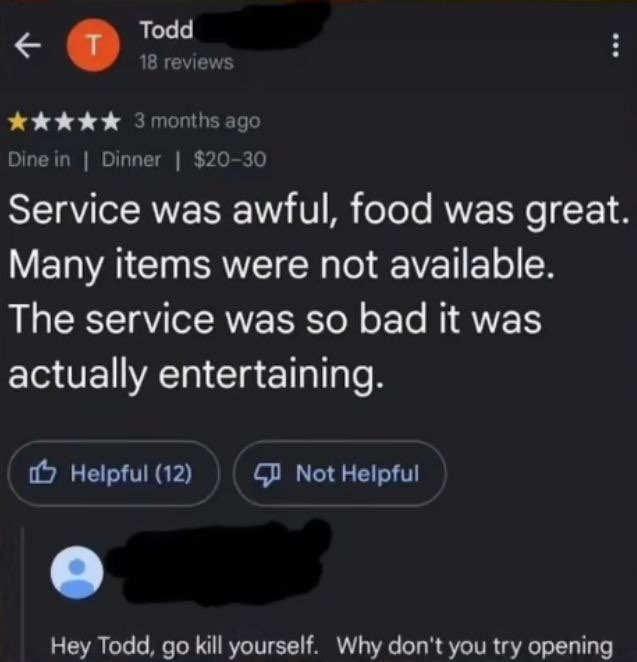 Todd
T
18 reviews
3 months ago
Dine in | Dinner | $20–30
Service was awful, food was great.
Many items were not available.
The service was so bad it was
actually entertaining.
Helpful (12) Not Helpful
Hey Todd, go kill yourself. Why don't you try opening